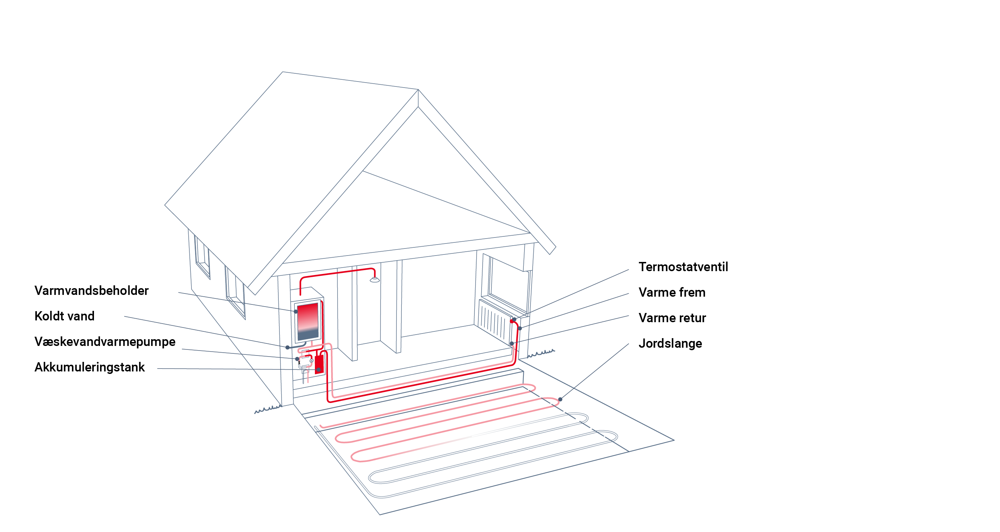 Varmvandsbeholder
Koldt vand
Væskevandvarmepumpe
Akkumuleringstank
Termostatventil
Varme frem
Varme retur
Jordslange